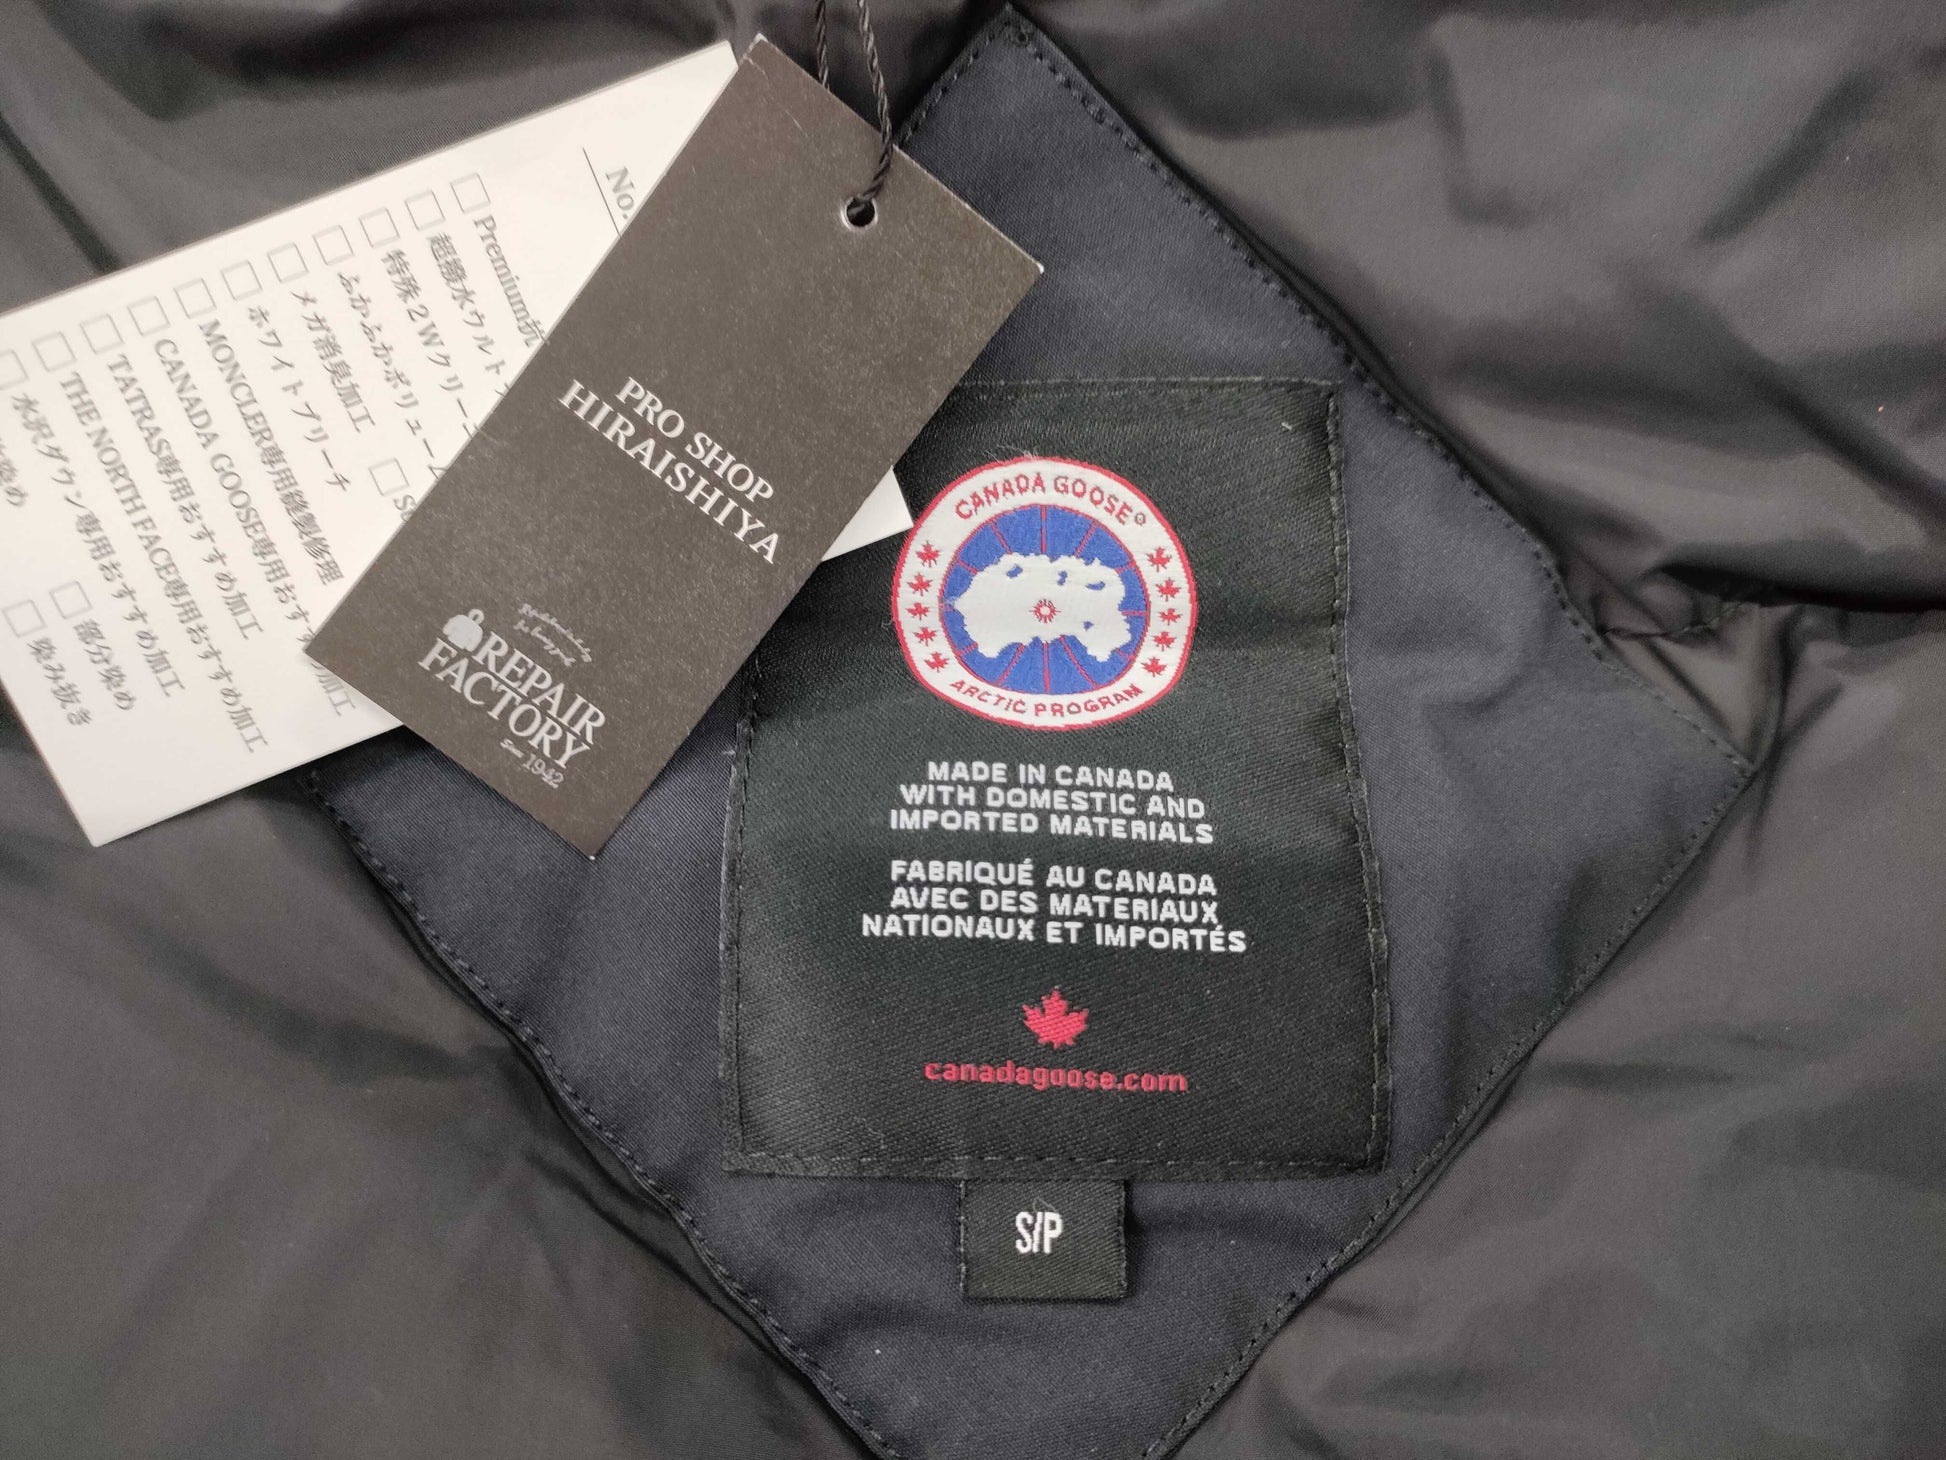 No.
Premium
超撥水ウルト
特殊2Wクリーニ
ふかふかボリューム
メガ消臭加工
ホワイトブリーチ
MONCLER専用縫製修理
CANADA GOOSE専用おす
TATRAS専用おすすめ加工
THE NORTH FACE専用おすすめ加工
水沢ダウン専用おすすめ加工
部分染め
染み抜き
PRO SHOP
HIRAISHIYA
REPAIR
FACTORY
1942
CANADA GOOSE
ARCTIC PROGRAM
MADE IN CANADA
WITH DOMESTIC AND
IMPORTED MATERIALS
FABRIQUÉ AU CANADA
AVEC DES MATERIAUX
NATIONAUX ET IMPORTÉS
canadagoose.com
S/P